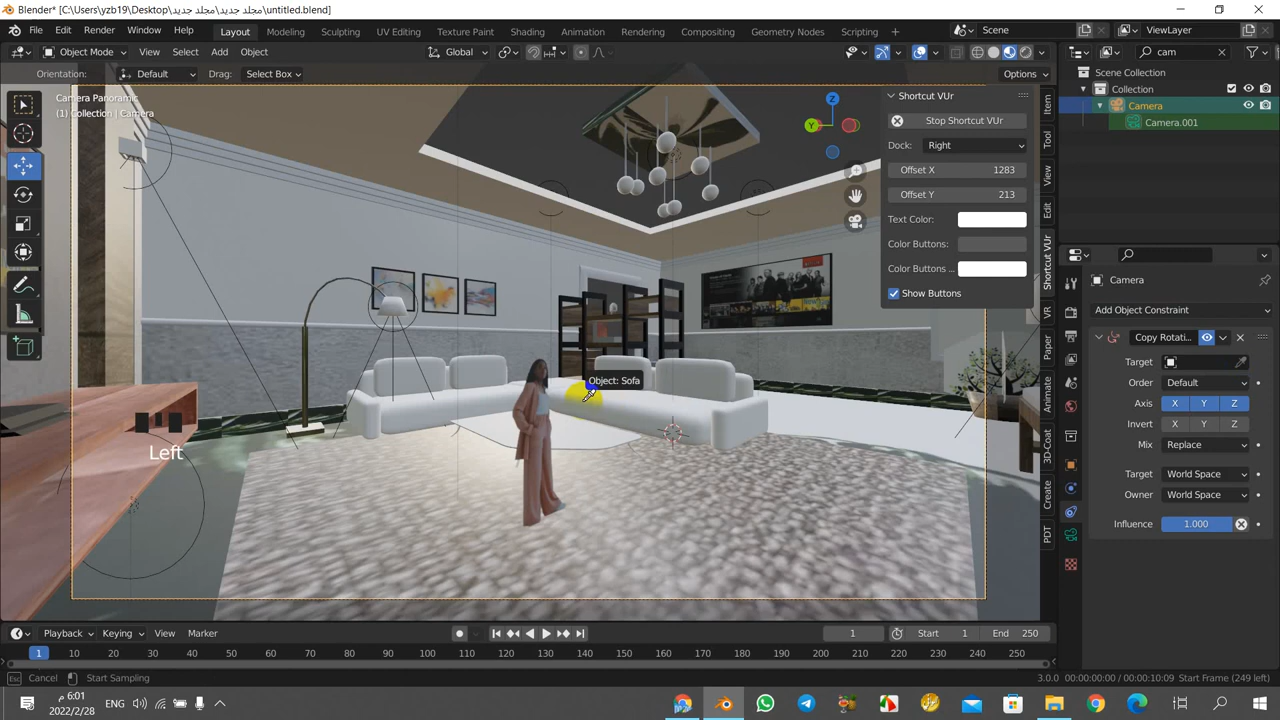 Blender* [C:\Users\yzb19\Desktop\مجلد جديد\مجلد جديد\untitled.blend]
File Edit Render Window Help Layout Modeling Sculpting UV Editing Texture Paint Shading Animation Rendering Compositing Geometry Nodes Scripting + Scene ViewLayer
Object Mode View Select Add Object Global cam
Orientation: Default Drag: Select Box Options
Scene Collection
Collection
Camera
Camera.001
Camera Panoramic
(1) Collection | Camera
Z
Y
Shortcut VUr
Stop Shortcut VUr
Dock: Right
Offset X 1283
Offset Y 213
Text Color:
Color Buttons:
Color Buttons ...
Show Buttons
Item
Tool
View
Edit
Shortcut VUr
VR
Paper
Animate
3D-Coat
Create
PDT
Camera
Add Object Constraint
Copy Rotati...
Target
Order Default
Axis X Y Z
Invert X Y Z
Mix Replace
Target World Space
Owner World Space
Influence 1.000
Object: Sofa
Left
Playback Keying View Marker 1 Start 1 End 250
1 10 20 30 40 50 60 70 80 90 100 110 120 130 140 150 160 170 180 190 200 210 220 230 240 250
Esc Cancel Start Sampling 3.0.0 00:00:00:00 / 00:00:10:09 Start Frame (249 left)
6:01 م
2022/2/28
ENG